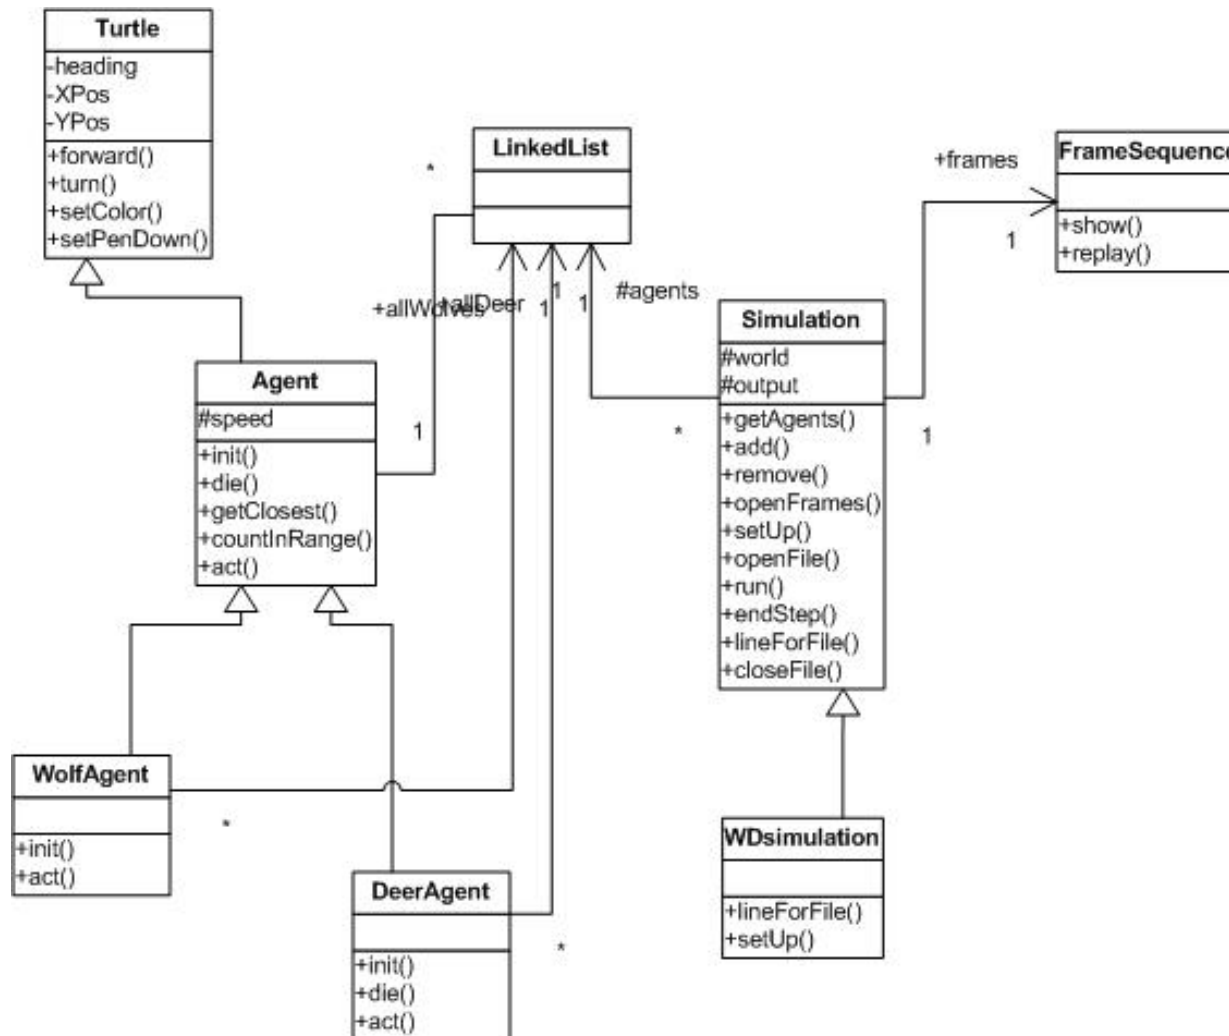 Turtle
-heading
-XPos
-YPos
+forward()
+turn()
+setColor()
+setPenDown()
LinkedList
*
+frames
FrameSequence
1
+show()
+replay()
+allWolves
+allDeer
1
1
1
#agents
Simulation
#world
#output
+getAgents()
+add()
+remove()
+openFrames()
+setUp()
+openFile()
+run()
+endStep()
+lineForFile()
+closeFile()
*
1
Agent
#speed
+init()
+die()
+getClosest()
+countInRange()
+act()
1
WolfAgent
+init()
+act()
*
DeerAgent
+init()
+die()
+act()
*
WDsimulation
+lineForFile()
+setUp()